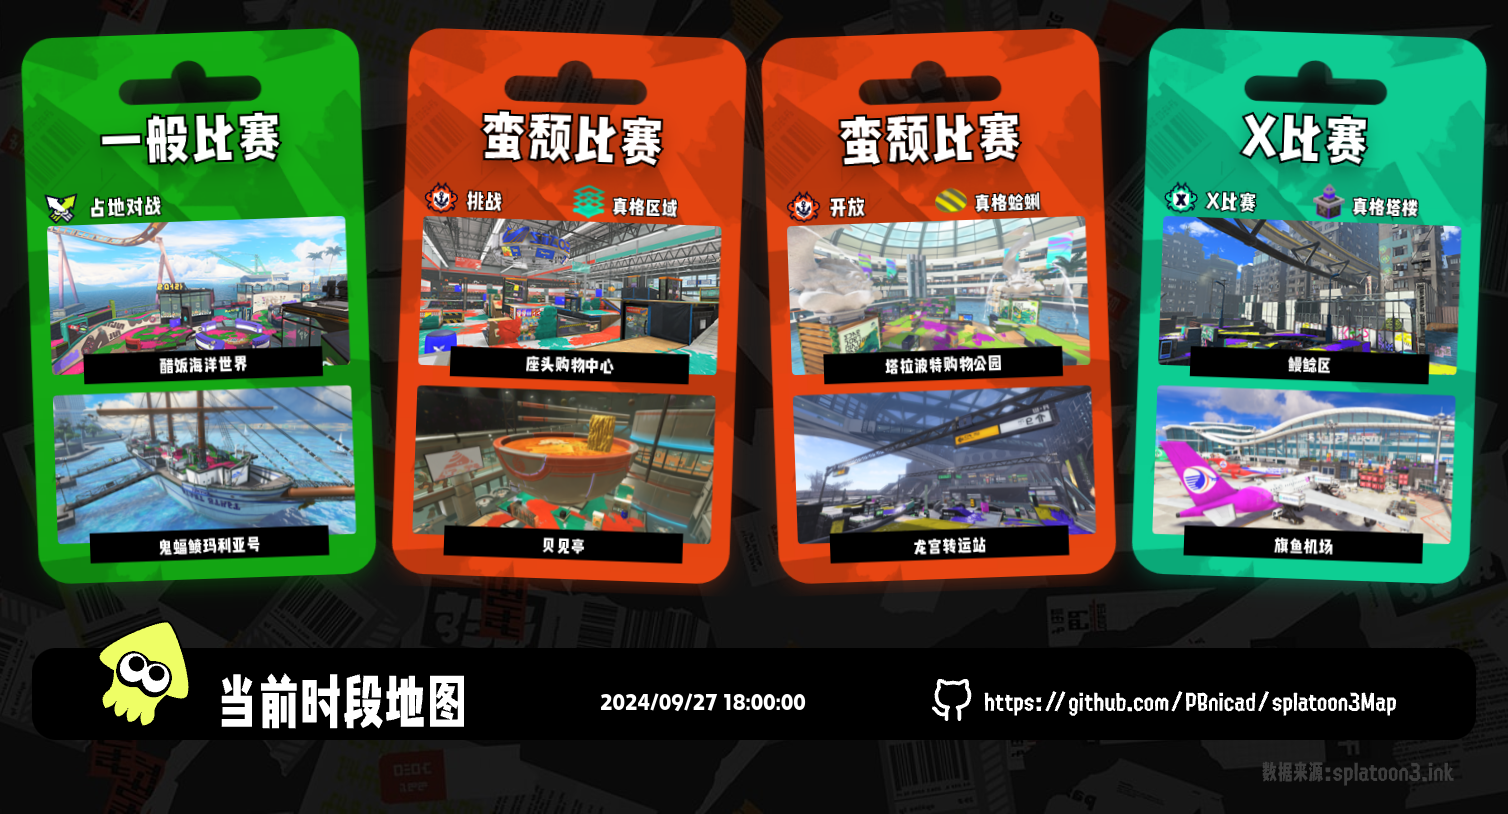 一般比赛
占地对战
醋饭海洋世界
鬼蝠鲼玛利亚号
蛮颓比赛
挑战
真格区域
座头购物中心
贝见亭
蛮颓比赛
开放
真格蛤蜊
塔拉波特购物公园
龙宫转运站
X比赛
X比赛
真格塔楼
鳗鲶区
旗鱼机场
当前时段地图
2024/09/27 18:00:00
https://github.com/PBnicad/splatoon3Map
数据来源:splatoon3.ink